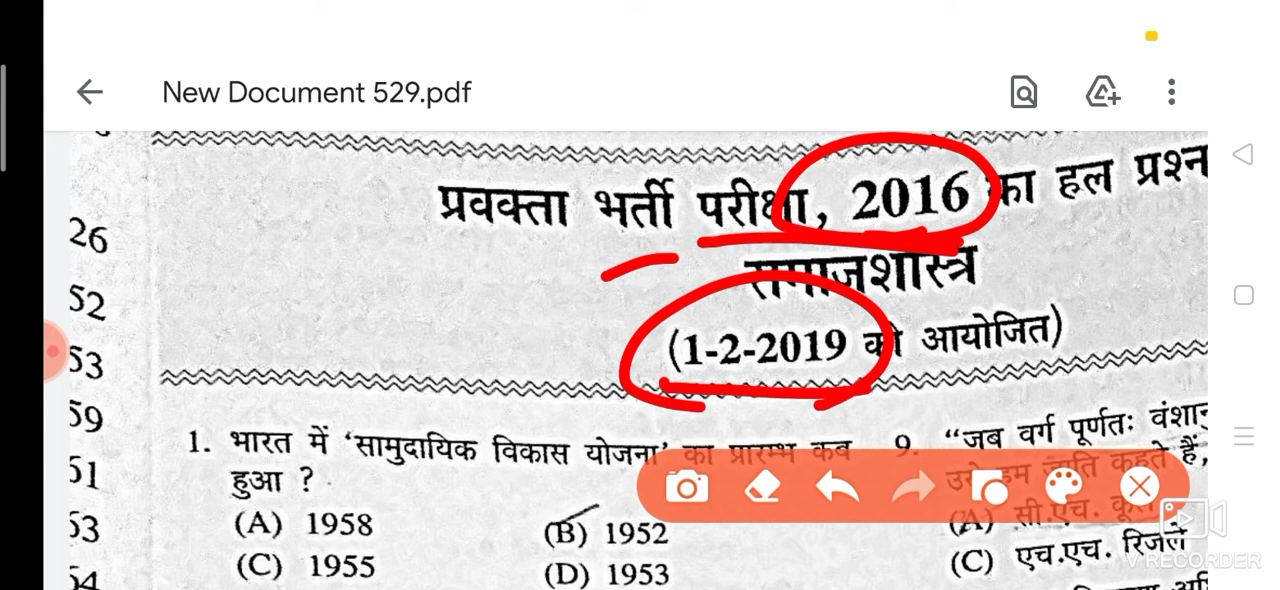 New Document 529.pdf
प्रवक्ता भर्ती परीक्षा, 2016 का हल प्रश्न
समाजशास्त्र
(1-2-2019 को आयोजित)
26
52
53
59
51
53
54
1. भारत में ‘सामुदायिक विकास योजना’ का प्रारम्भ कब
हुआ ?
(A) 1958
(B) 1952
(C) 1955
(D) 1953
9. “जब वर्ग पूर्णतः
उसे हम जाति कहते हैं,
(A) सी.एच.
(C) एच.एच. रिजले
V RECORDER